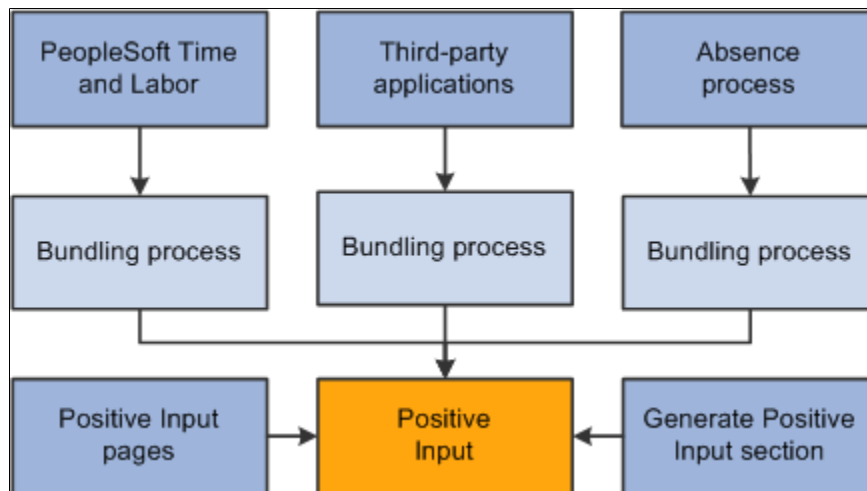 PeopleSoft Time
and Labor
Third-party
applications
Absence
process
Bundling process
Bundling process
Bundling process
Positive Input
pages
Positive
Input
Generate Positive
Input section